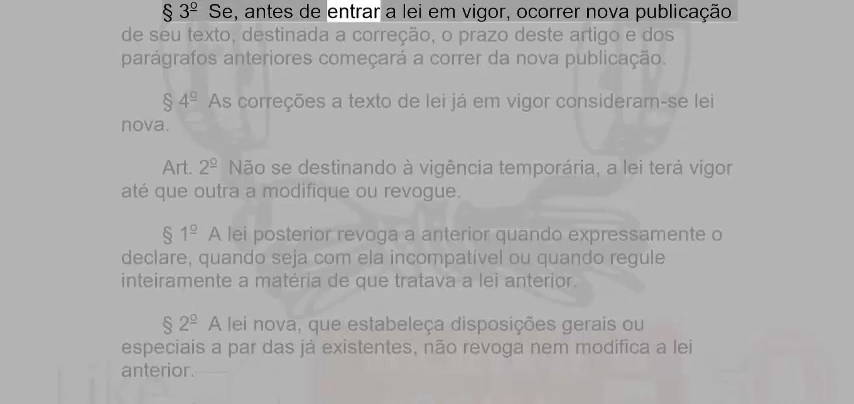 § 3º Se, antes de entrar a lei em vigor, ocorrer nova publicação
de seu texto, destinada a correção, o prazo deste artigo e dos
parágrafos anteriores começará a correr da nova publicação.
§ 4º As correções a texto de lei já em vigor consideram-se lei
nova.
Art. 2º Não se destinando à vigência temporária, a lei terá vigor
até que outra a modifique ou revogue.
§ 1º A lei posterior revoga a anterior quando expressamente o
declare, quando seja com ela incompatível ou quando regule
inteiramente a matéria de que tratava a lei anterior.
§ 2º A lei nova, que estabeleça disposições gerais ou
especiais a par das já existentes, não revoga nem modifica a lei
anterior.
Like